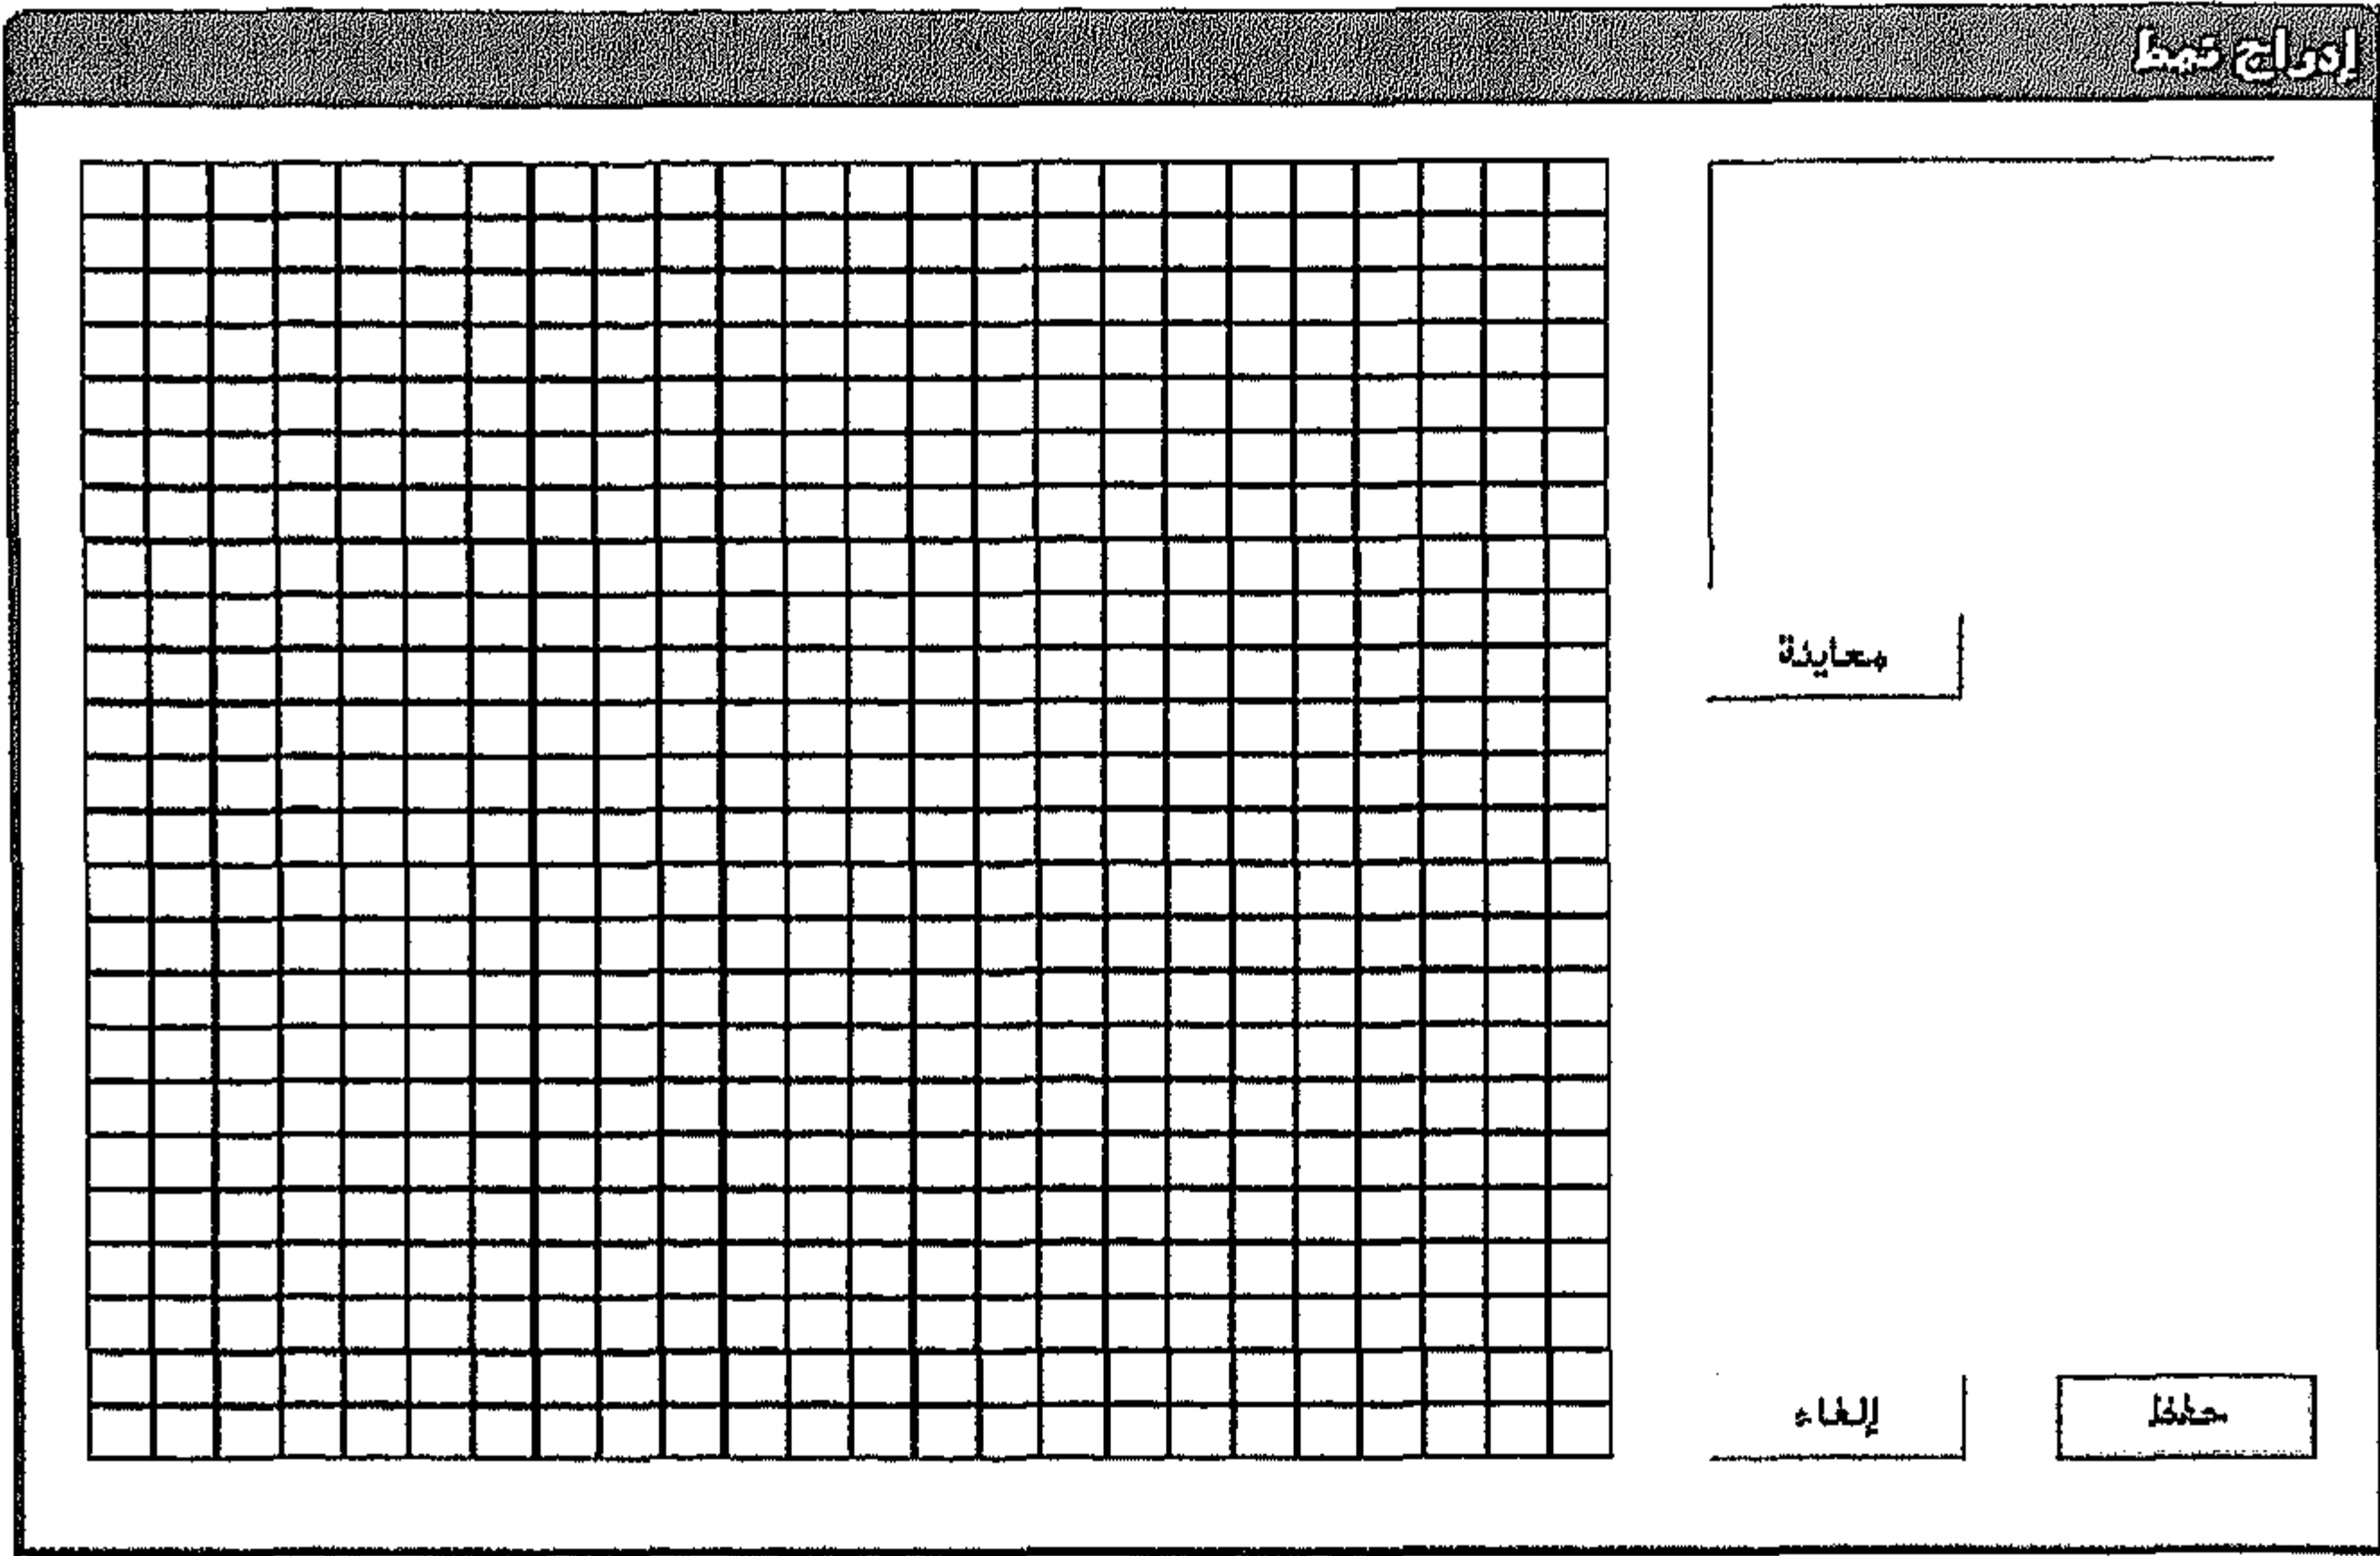 إدراج نمط
معاينة
حفظ
إلغاء